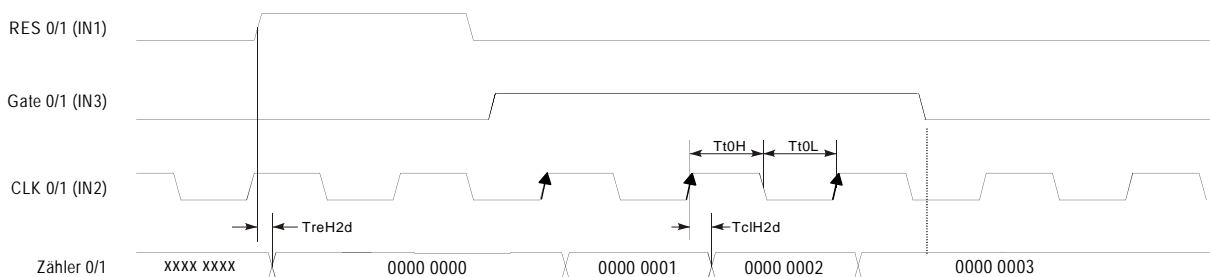 RES 0/1 (IN1)
Gate 0/1 (IN3)
Tt0H Tt0L
CLK 0/1 (IN2)
TreH2d TclH2d
Zähler 0/1 xxxx xxxx 0000 0000 0000 0001 0000 0002 0000 0003